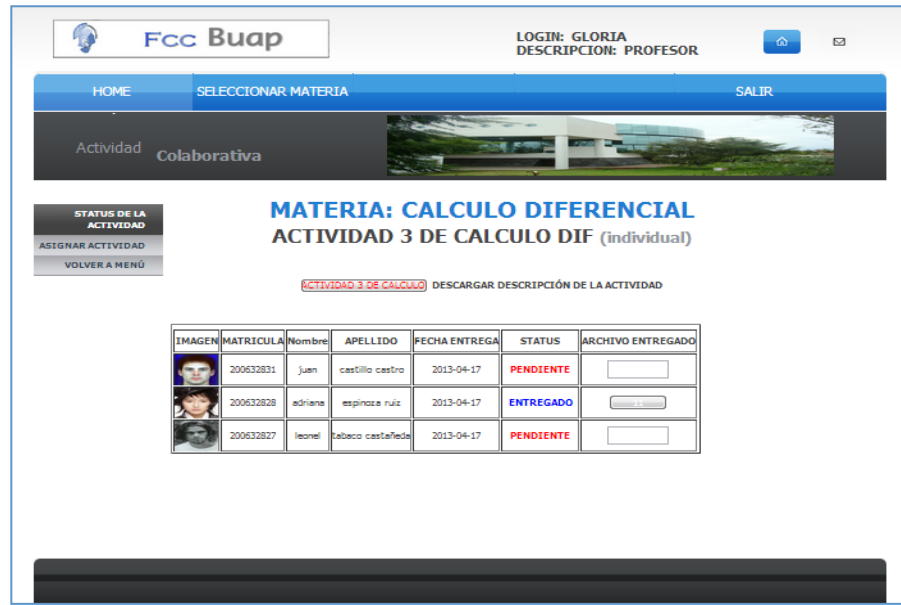 Fcc Buap
LOGIN: GLORIA
DESCRIPCION: PROFESOR
HOME SELECCIONAR MATERIA SALIR
Actividad Colaborativa
STATUS DE LA ACTIVIDAD
ASIGNAR ACTIVIDAD
VOLVER A MENÚ
MATERIA: CALCULO DIFERENCIAL
ACTIVIDAD 3 DE CALCULO DIF (individual)
ACTIVIDAD 3 DE CALCULO DESCARGAR DESCRIPCIÓN DE LA ACTIVIDAD
IMAGEN MATRICULA Nombre APELLIDO FECHA ENTREGA STATUS ARCHIVO ENTREGADO
200632831 juan castillo castro 2013-04-17 PENDIENTE
200632828 adriana espinoza ruiz 2013-04-17 ENTREGADO
200632827 leonel tabaco castañeda 2013-04-17 PENDIENTE